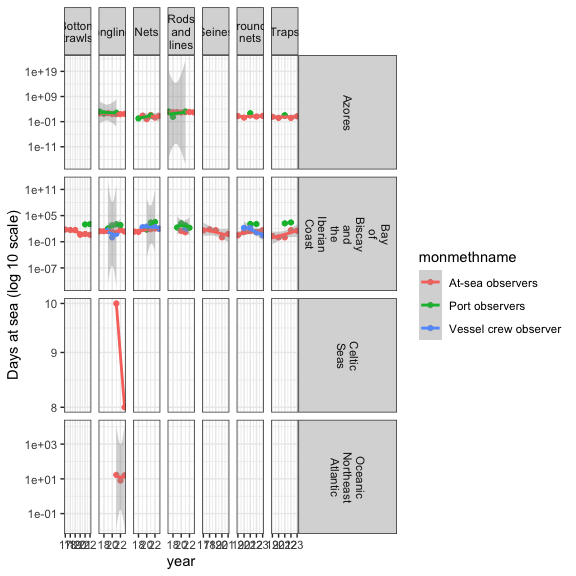 Nets
Rods
and
lines
nets
Traps
1e+19
1e+09
1e-01
1e-11
Azores
1e+11
1e+05
1e-01
1e-07
Bay
of
Biscay
and
the
Iberian
Coast
10
9
8
Celtic
Seas
1e+03
1e+01
1e-01
Oceanic
Northeast
Atlantic
Days at sea (log 10 scale)
year
monmethname
At-sea observers
Port observers
Vessel crew observer